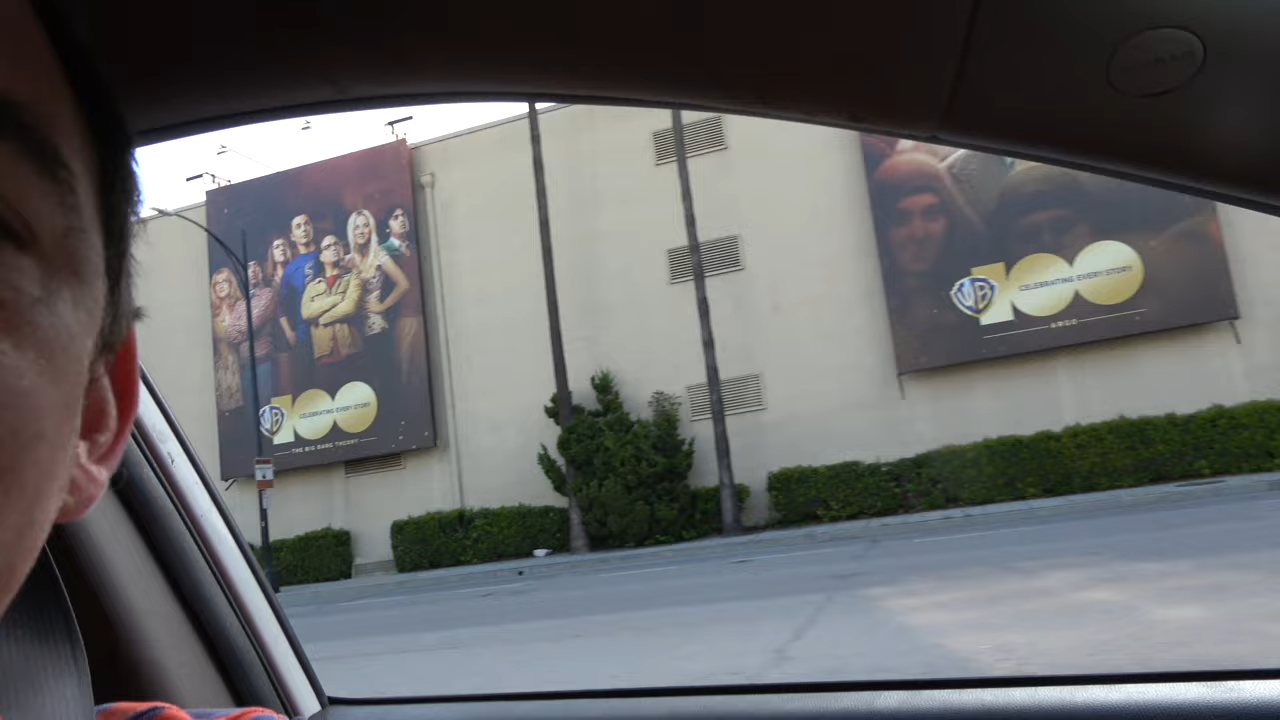 WB 100
CELEBRATING EVERY STORY
THE BIG BANG THEORY
WB 100
CELEBRATING EVERY STORY
ARGO